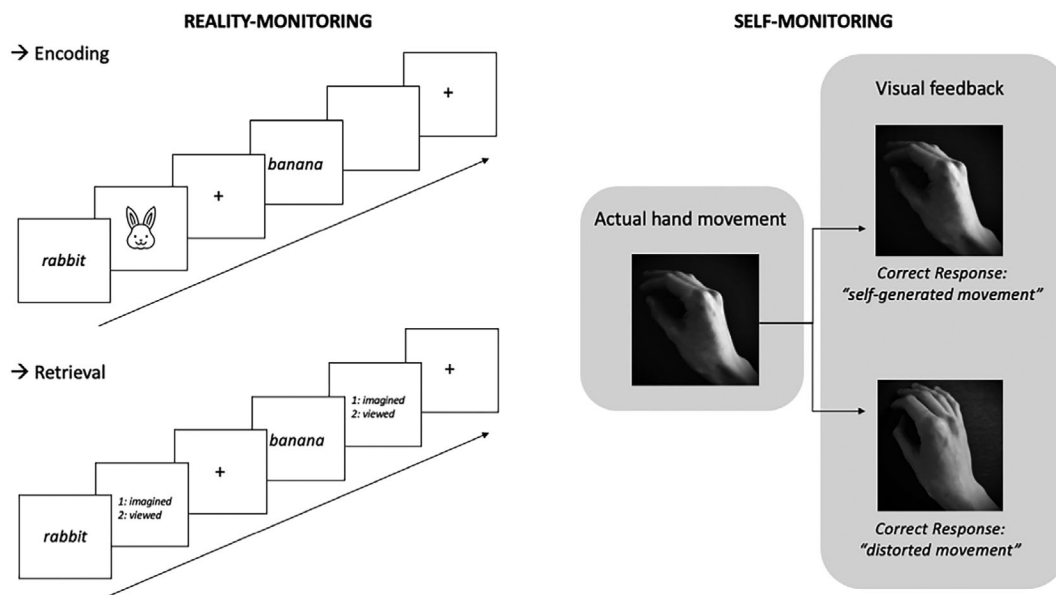 REALITY-MONITORING
→ Encoding
rabbit
+
banana
+
→ Retrieval
rabbit
1: imagined
2: viewed
+
banana
1: imagined
2: viewed
+
SELF-MONITORING
Actual hand movement
Visual feedback
Correct Response:
“self-generated movement”
Correct Response:
“distorted movement”